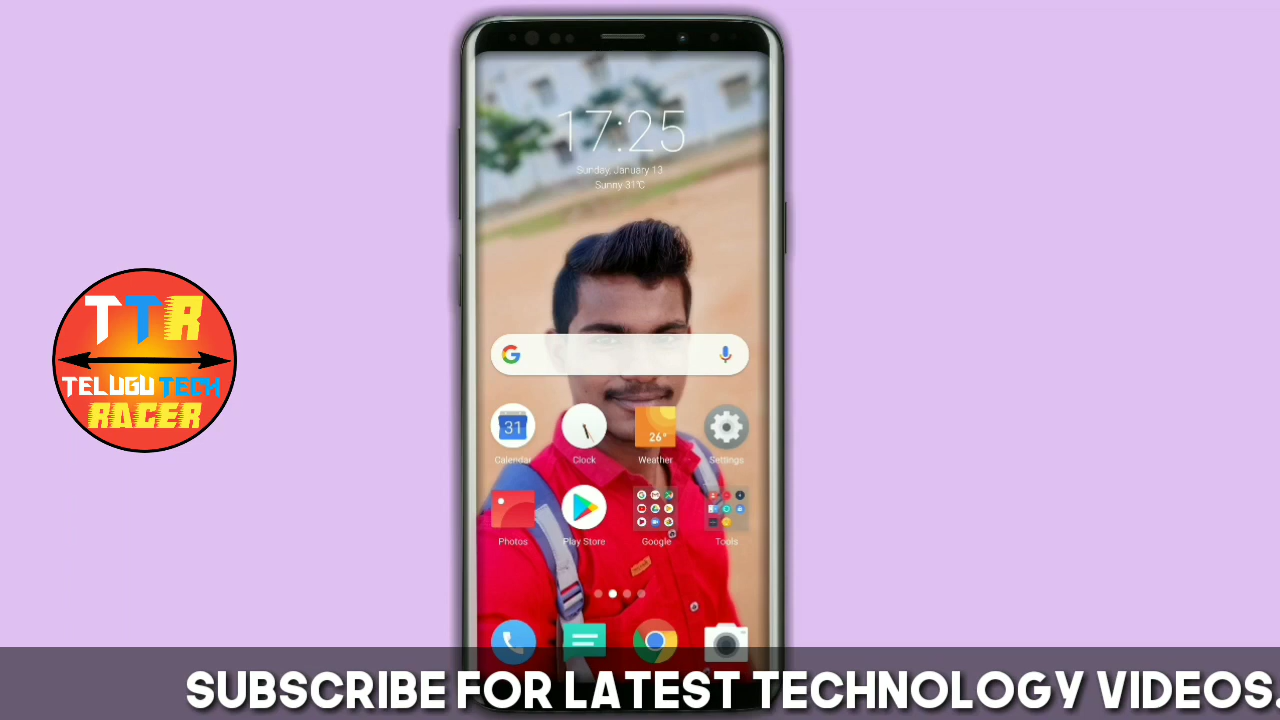 17:25
Sunday, January 13
Sunny 31°C
G
31
26°
Calendar
Clock
Weather
Settings
Photos
Play Store
Google
Tools
TTR
TELUGU TECH
RACER
SUBSCRIBE FOR LATEST TECHNOLOGY VIDEOS.